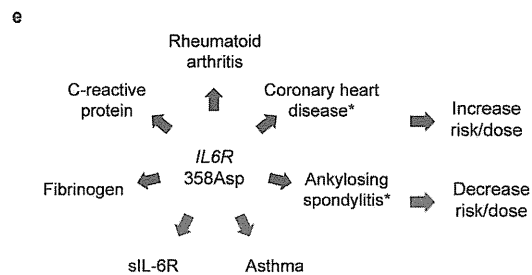 e
Rheumatoid
arthritis
C-reactive
protein
Coronary heart
disease*
Increase
risk/dose
IL6R
358Asp
Fibrinogen
Ankylosing
spondylitis*
Decrease
risk/dose
sIL-6R
Asthma